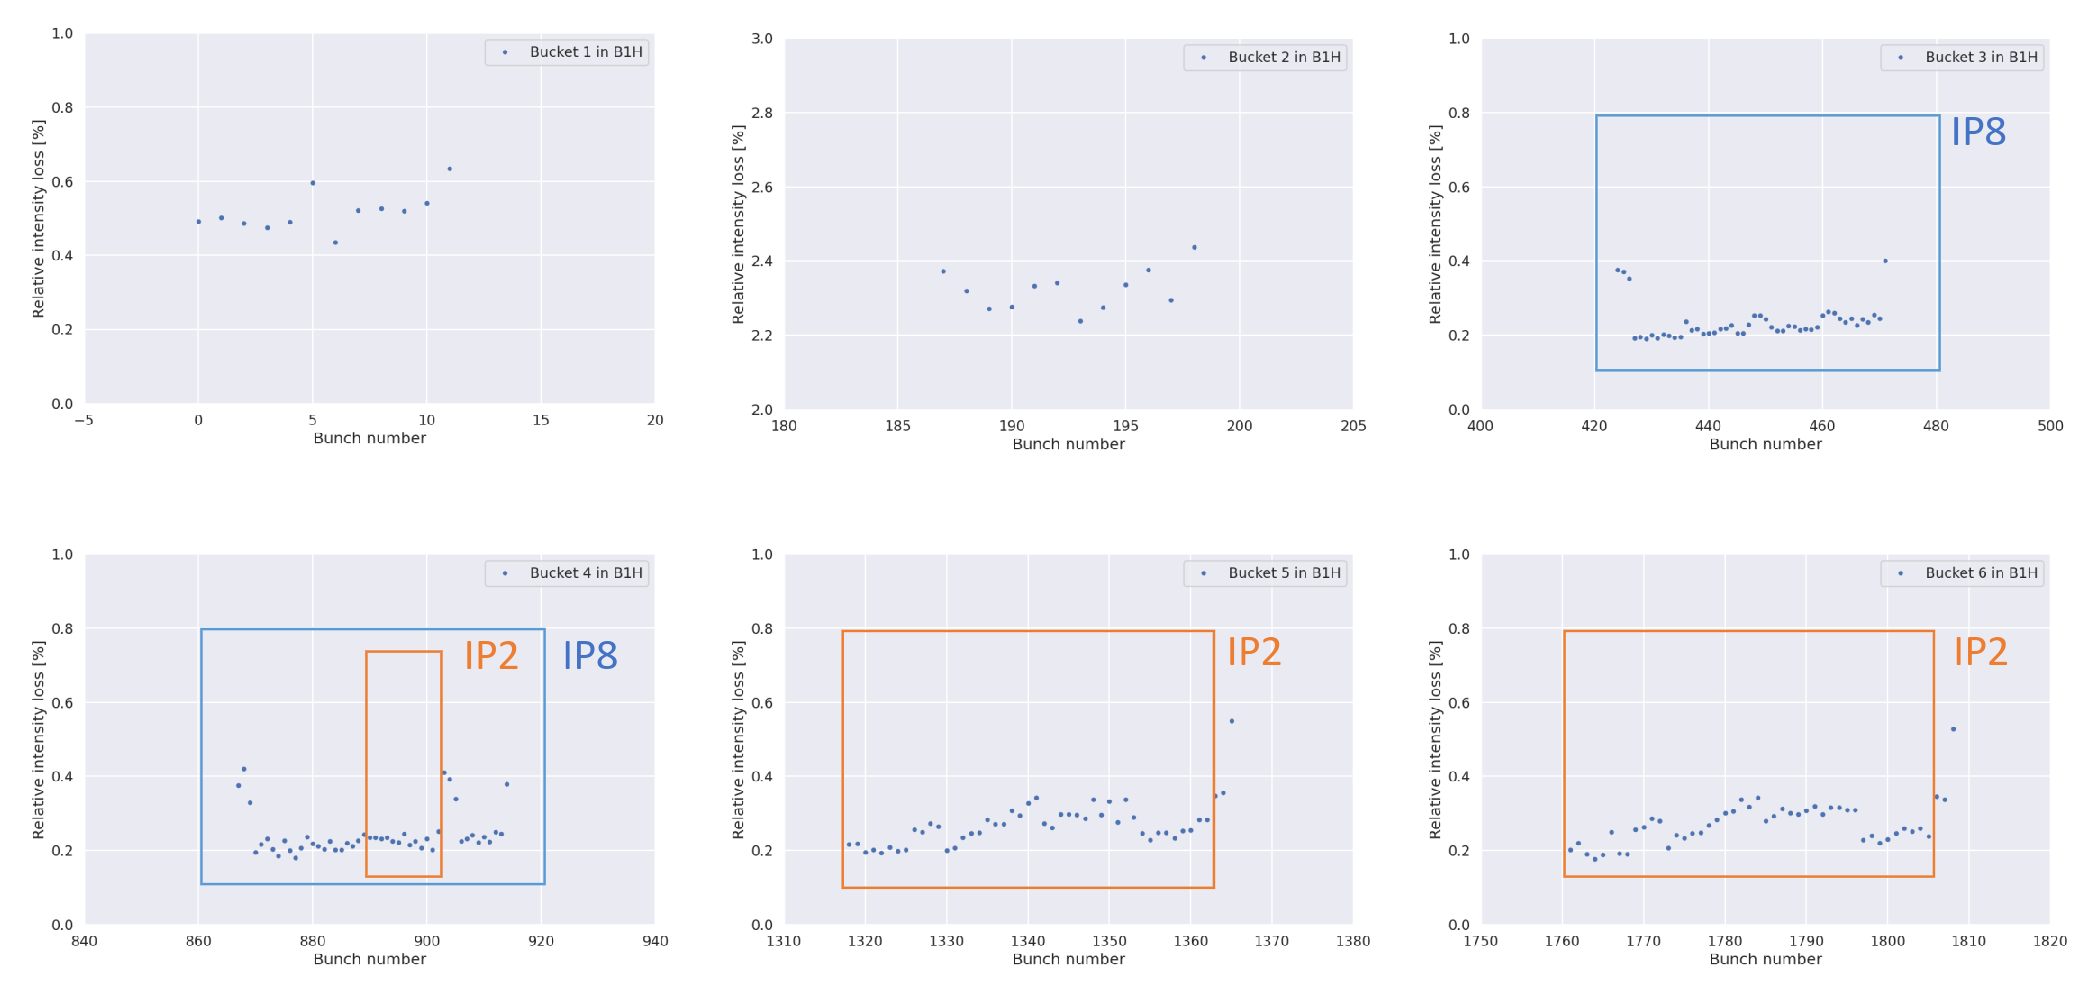 Bucket 1 in B1H
1.0
0.8
0.6
0.4
0.2
0.0
Relative intensity loss [%]
−5 0 5 10 15 20
Bunch number
Bucket 2 in B1H
3.0
2.8
2.6
2.4
2.2
2.0
Relative intensity loss [%]
180 185 190 195 200 205
Bunch number
Bucket 3 in B1H
1.0
0.8
0.6
0.4
0.2
0.0
Relative intensity loss [%]
IP8
400 420 440 460 480 500
Bunch number
Bucket 4 in B1H
1.0
0.8
0.6
0.4
0.2
0.0
Relative intensity loss [%]
IP2 IP8
840 860 880 900 920 940
Bunch number
Bucket 5 in B1H
1.0
0.8
0.6
0.4
0.2
0.0
Relative intensity loss [%]
IP2
1310 1320 1330 1340 1350 1360 1370 1380
Bunch number
Bucket 6 in B1H
1.0
0.8
0.6
0.4
0.2
0.0
Relative intensity loss [%]
IP2
1750 1760 1770 1780 1790 1800 1810 1820
Bunch number